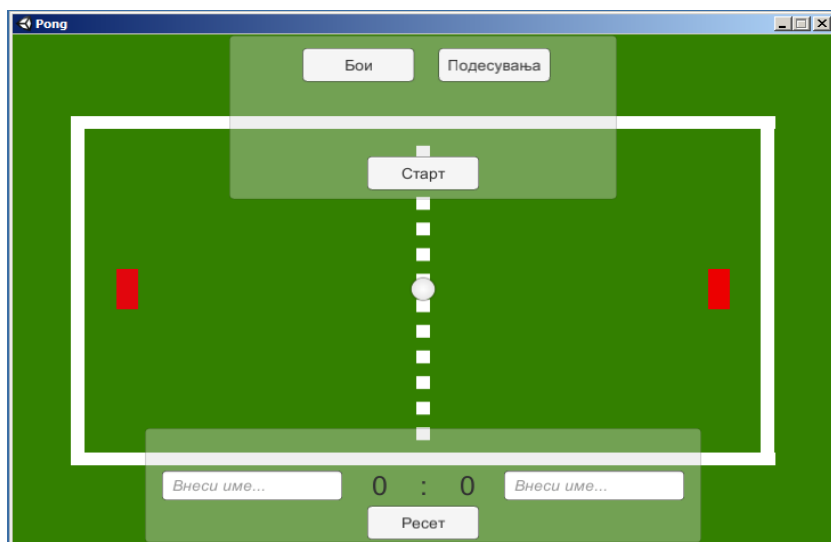 Pong
Бои Подесувања
Старт
Внеси име... 0 : 0 Внеси име...
Ресет